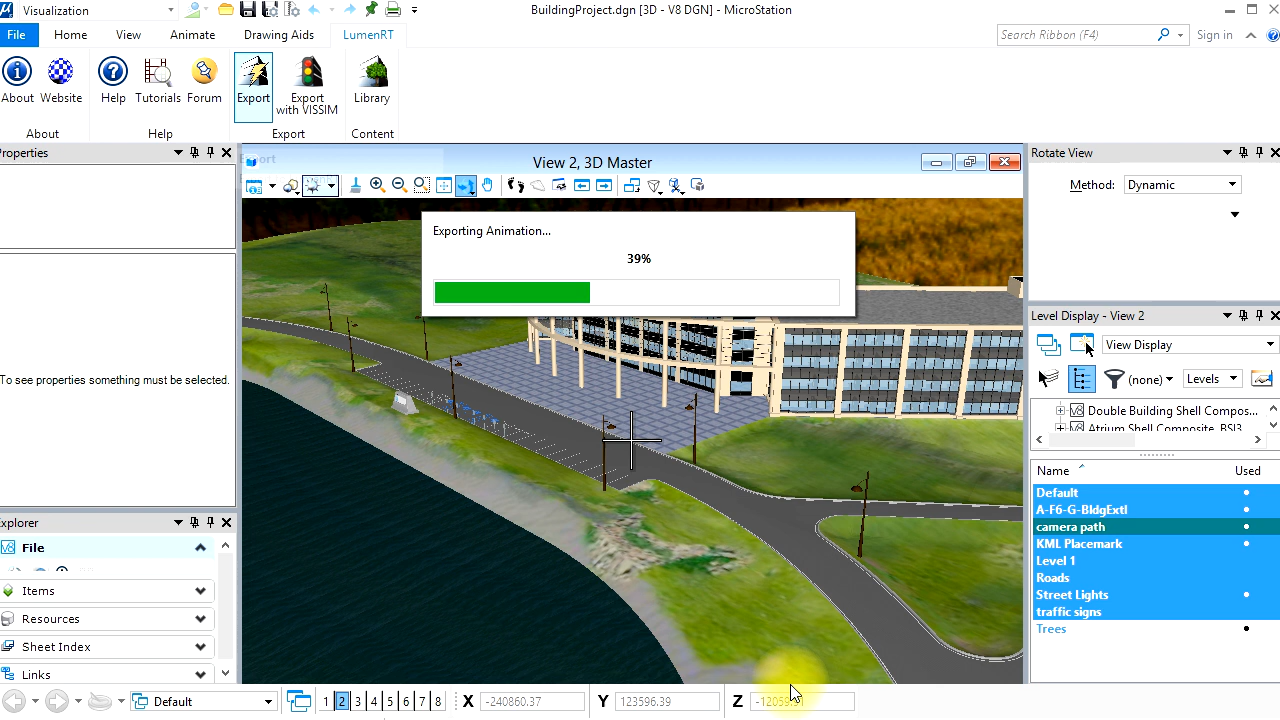 Visualization
BuildingProject.dgn [3D - V8 DGN] - MicroStation
File Home View Animate Drawing Aids LumenRT
Search Ribbon (F4)
Sign in
About Website Help Tutorials Forum Export Export with VISSIM Library
About Help Export Content
Properties
Export
View 2, 3D Master
Rotate View
Method: Dynamic
Exporting Animation...
39%
To see properties something must be selected.
Level Display - View 2
View Display
(none) Levels
Double Building Shell Compos...
Atrium Shell Composite, BSI3
Name Used
Default
A-F6-G-BldgExtl
camera path
KML Placemark
Level 1
Roads
Street Lights
traffic signs
Trees
Explorer
File
Items
Resources
Sheet Index
Links
Default
1 2 3 4 5 6 7 8
X -240860.37
Y 123596.39
Z